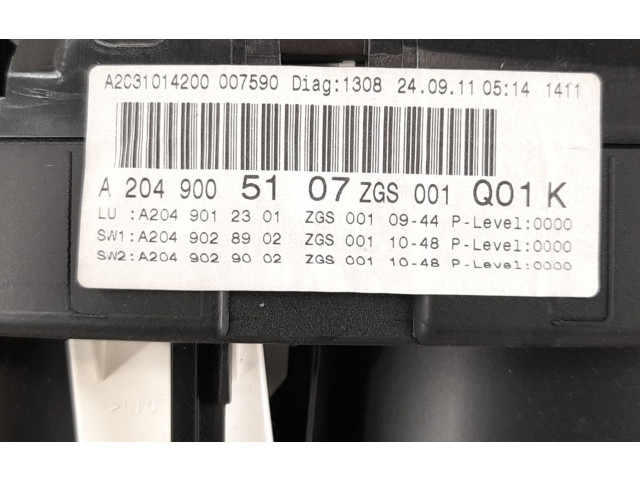 A2C31014200 007590 Diag:1308 24.09.11 05:14 1411
A 204 900 51 07 ZGS 001 Q01 K
LU :A204 901 23 01 ZGS 001 09-44 P-Level:0000
SW1:A204 902 89 02 ZGS 001 10-48 P-Level:0000
SW2:A204 902 90 02 ZGS 001 10-48 P-Level:0000